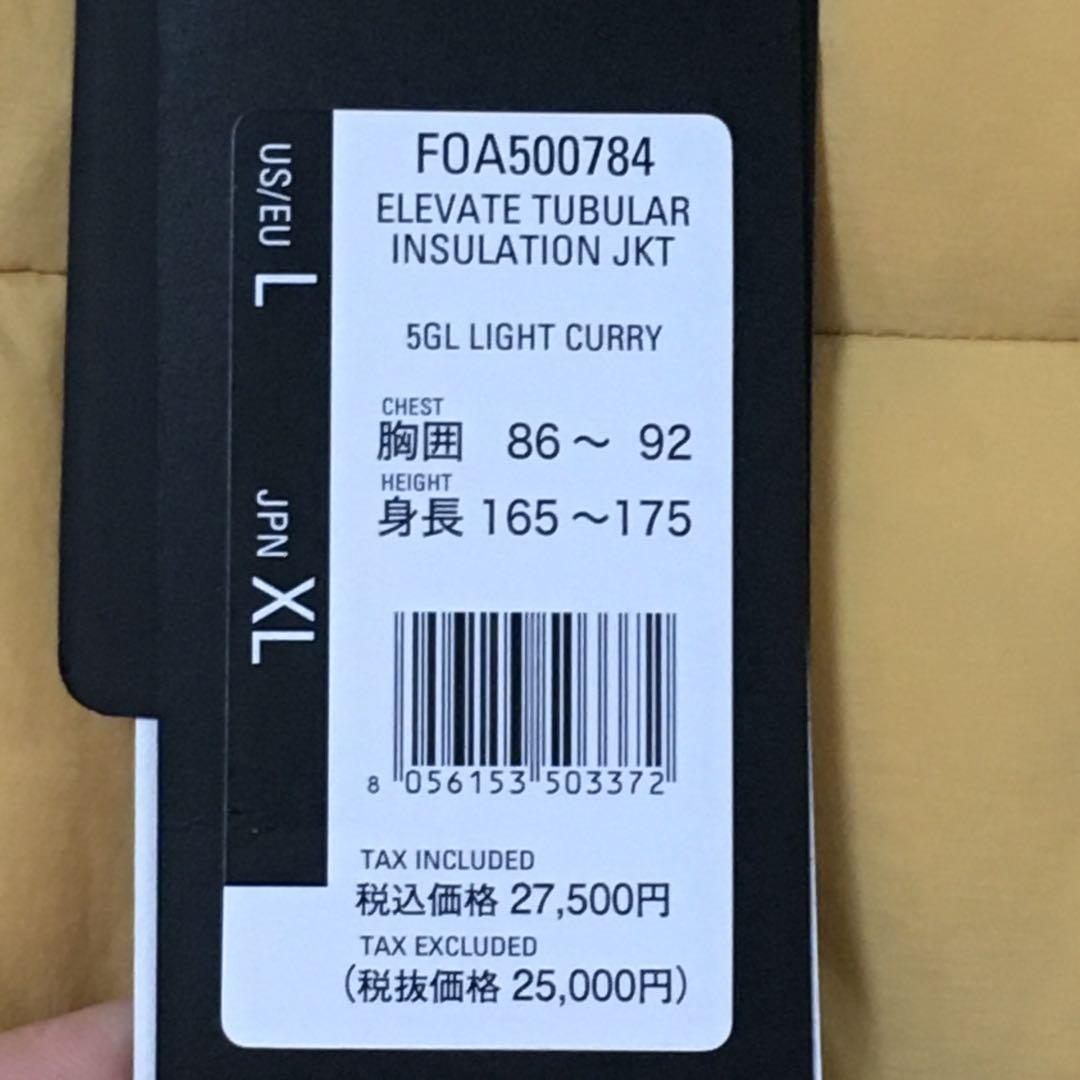 US/EU L
JPN XL
FOA500784
ELEVATE TUBULAR
INSULATION JKT
5GL LIGHT CURRY
CHEST
胸囲 86～ 92
HEIGHT
身長 165～175
8 056153 503372
TAX INCLUDED
税込価格 27,500円
TAX EXCLUDED
(税抜価格 25,000円)